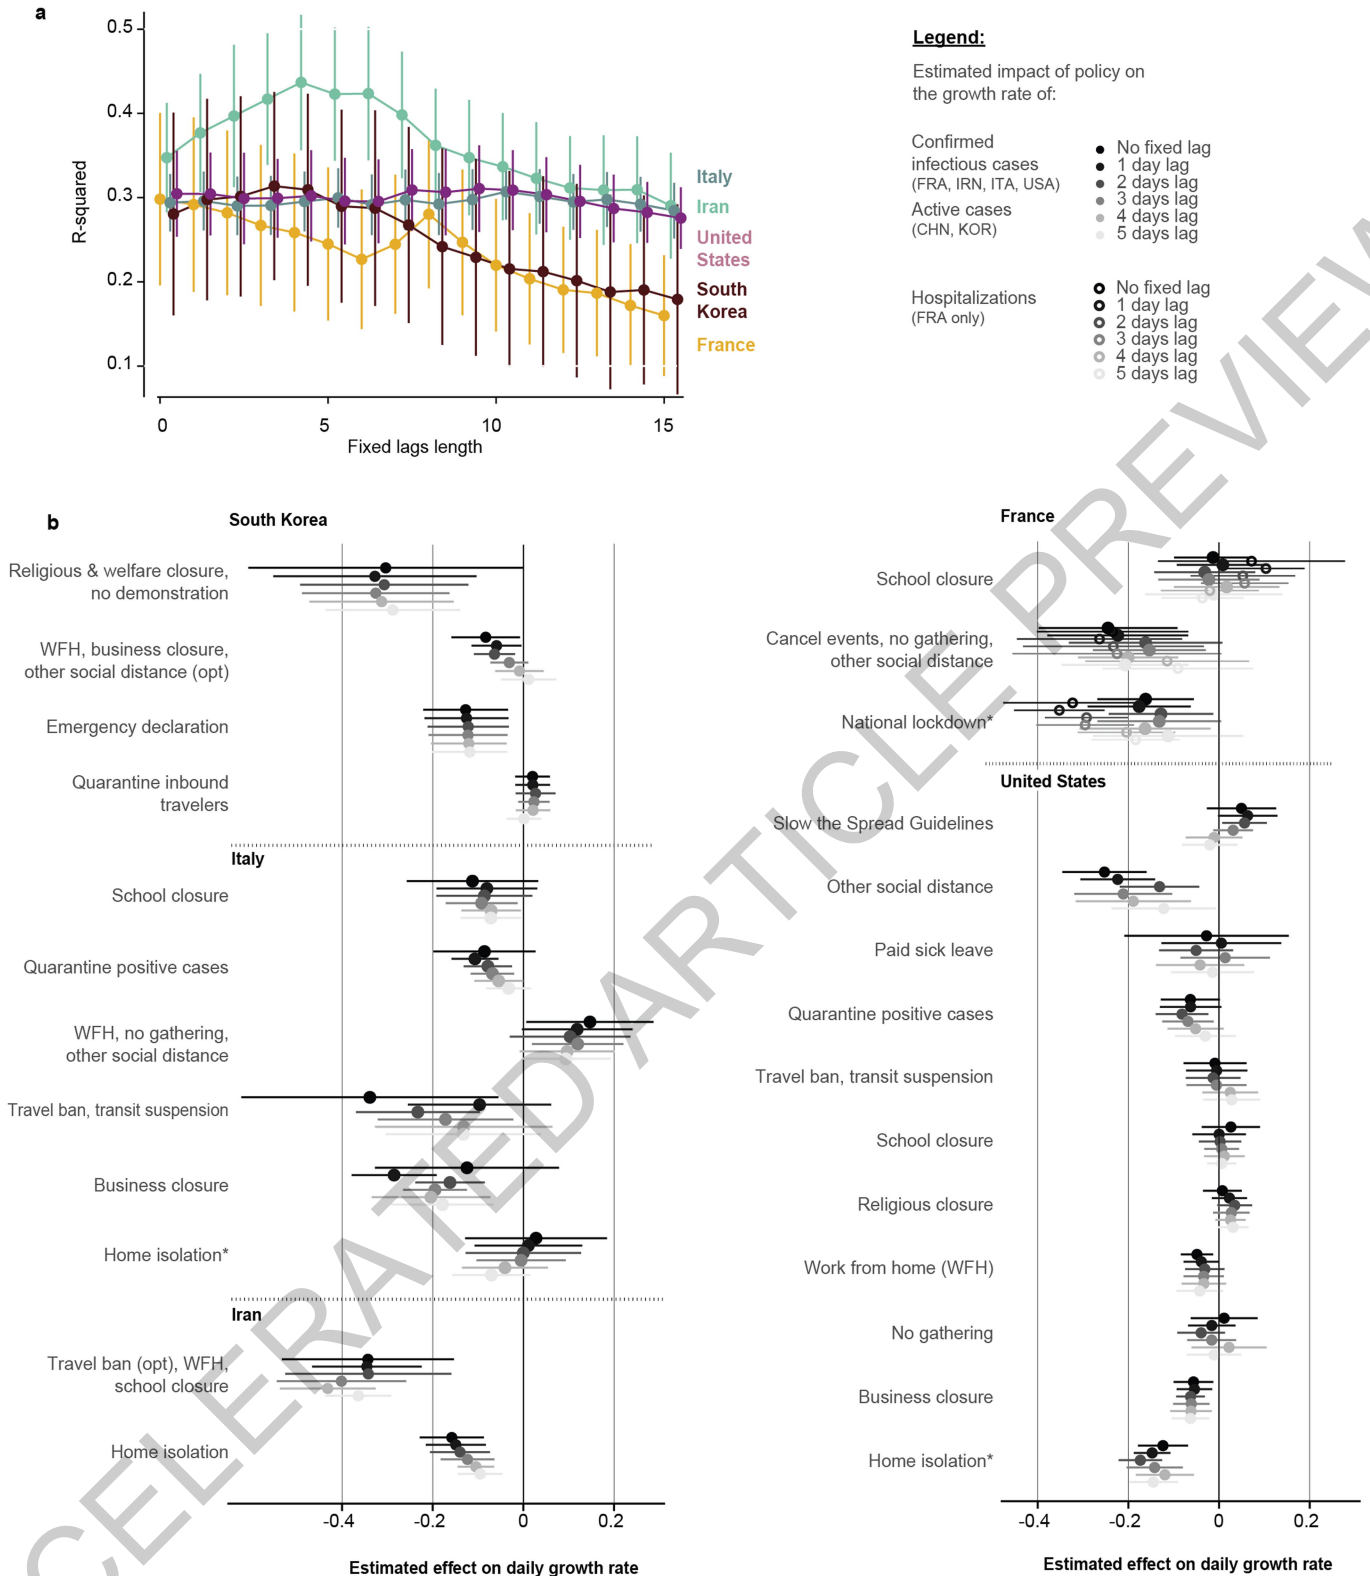 a
0.5
0.4
0.3
0.2
0.1
R-squared
0
5
10
15
Fixed lags length
Italy
Iran
United
States
South
Korea
France
Legend:
Estimated impact of policy on
the growth rate of:
Confirmed
infectious cases
(FRA, IRN, ITA, USA)
Active cases
(CHN, KOR)
No fixed lag
1 day lag
2 days lag
3 days lag
4 days lag
5 days lag
Hospitalizations
(FRA only)
No fixed lag
1 day lag
2 days lag
3 days lag
4 days lag
5 days lag
b
South Korea
Religious & welfare closure,
no demonstration
WFH, business closure,
other social distance (opt)
Emergency declaration
Quarantine inbound
travelers
Italy
School closure
Quarantine positive cases
WFH, no gathering,
other social distance
Travel ban, transit suspension
Business closure
Home isolation*
Iran
Travel ban (opt), WFH,
school closure
Home isolation
-0.4
-0.2
0
0.2
Estimated effect on daily growth rate
France
School closure
Cancel events, no gathering,
other social distance
National lockdown*
United States
Slow the Spread Guidelines
Other social distance
Paid sick leave
Quarantine positive cases
Travel ban, transit suspension
School closure
Religious closure
Work from home (WFH)
No gathering
Business closure
Home isolation*
-0.4
-0.2
0
0.2
Estimated effect on daily growth rate
CELERATED ARTICLE PREVIEW